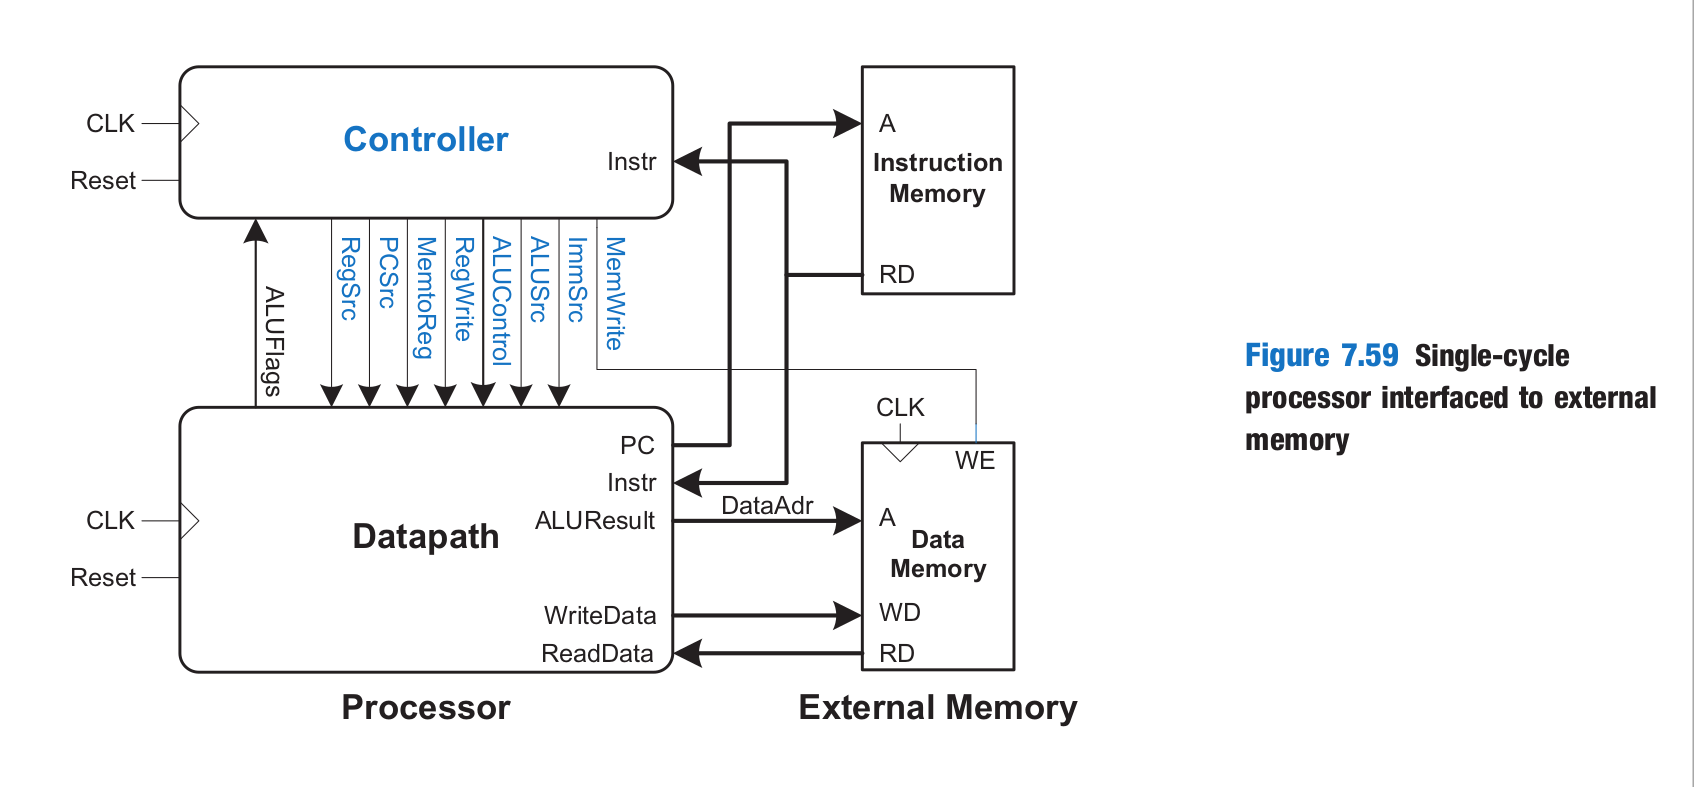 CLK
Reset
Controller
Instr
ALUFlags
RegSrc
PCSrc
MemtoReg
RegWrite
ALUControl
ALUSrc
ImmSrc
MemWrite
A
Instruction
Memory
RD
CLK
Reset
Datapath
PC
Instr
ALUResult
WriteData
ReadData
DataAdr
CLK
WE
A
Data
Memory
WD
RD
Processor
External Memory
Figure 7.59 Single-cycle
processor interfaced to external
memory